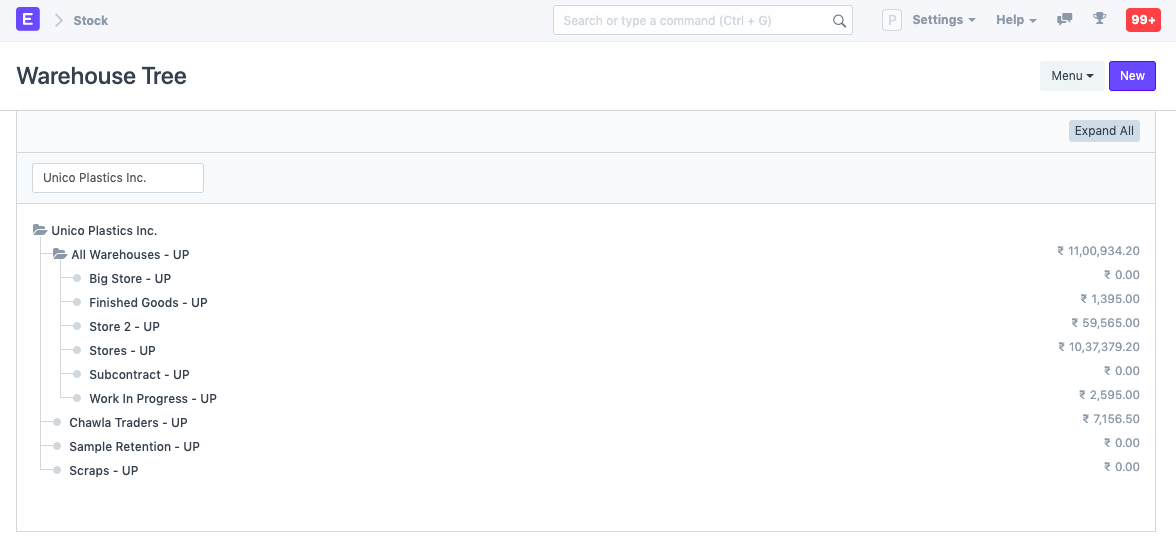 E Stock Search or type a command (Ctrl + G) P Settings Help 99+
Warehouse Tree Menu New
Expand All
Unico Plastics Inc.
Unico Plastics Inc.
All Warehouses - UP ₹ 11,00,934.20
Big Store - UP ₹ 0.00
Finished Goods - UP ₹ 1,395.00
Store 2 - UP ₹ 59,565.00
Stores - UP ₹ 10,37,379.20
Subcontract - UP ₹ 0.00
Work In Progress - UP ₹ 2,595.00
Chawla Traders - UP ₹ 7,156.50
Sample Retention - UP ₹ 0.00
Scraps - UP ₹ 0.00